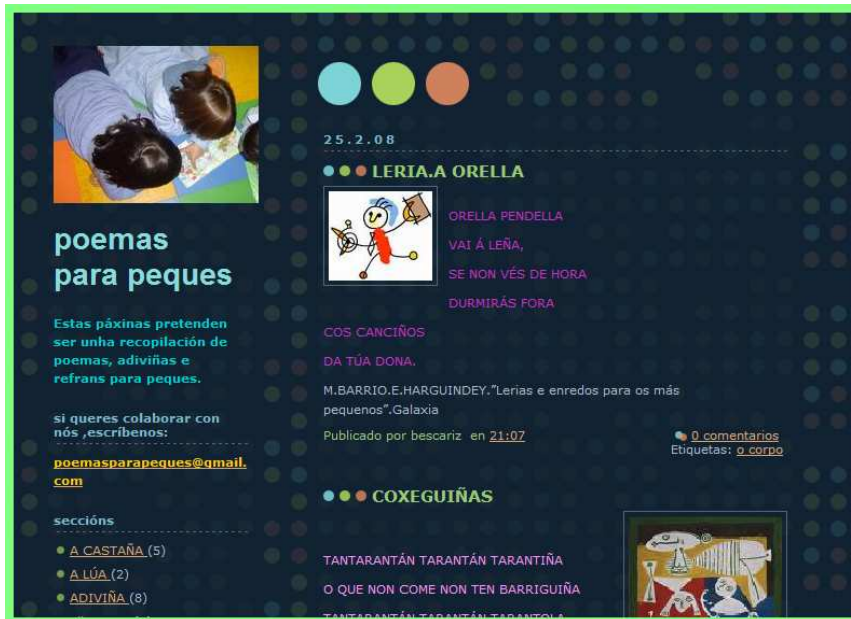 poemas
para peques
Estas páxinas pretenden
ser unha recopilación de
poemas, adiviñas e
refrans para peques.
si queres colaborar con
nós ,escríbenos:
poemasparapeques@gmail.
com
seccións
A CASTAÑA (5)
A LÚA (2)
ADIVIÑA (8)
25.2.08
LERIA.A ORELLA
ORELLA PENDELLA
VAI Á LEÑA,
SE NON VÉS DE HORA
DURMIRÁS FORA
COS CANCIÑOS
DA TÚA DONA.
M.BARRIO.E.HARGUINDEY."Lerias e enredos para os más
pequenos".Galaxia
Publicado por bescariz en 21:07
0 comentarios
Etiquetas: o corpo
COXEGUIÑAS
TANTARANTÁN TARANTÁN TARANTIÑA
O QUE NON COME NON TEN BARRIGUIÑA
TANTARANTÁN TARANTÁN TARANTOLA